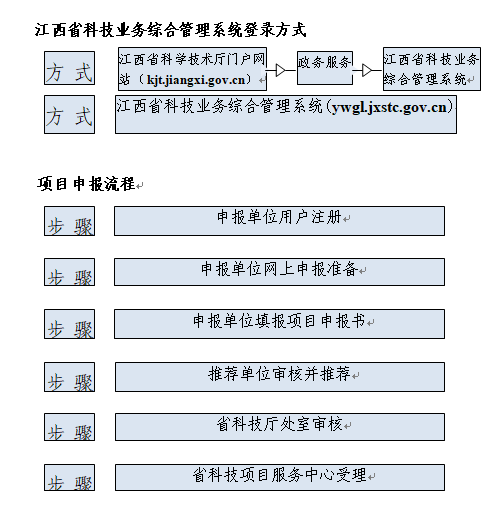 江西省科技业务综合管理系统登录方式
方 式
江西省科学技术厅门户网
站（kjt.jiangxi.gov.cn）
政务服务
江西省科技业务
综合管理系统
方 式
江西省科技业务综合管理系统(ywgl.jxstc.gov.cn)
项目申报流程
步 骤
申报单位用户注册
步 骤
申报单位网上申报准备
步 骤
申报单位填报项目申报书
步 骤
推荐单位审核并推荐
步 骤
省科技厅处室审核
步 骤
省科技项目服务中心受理